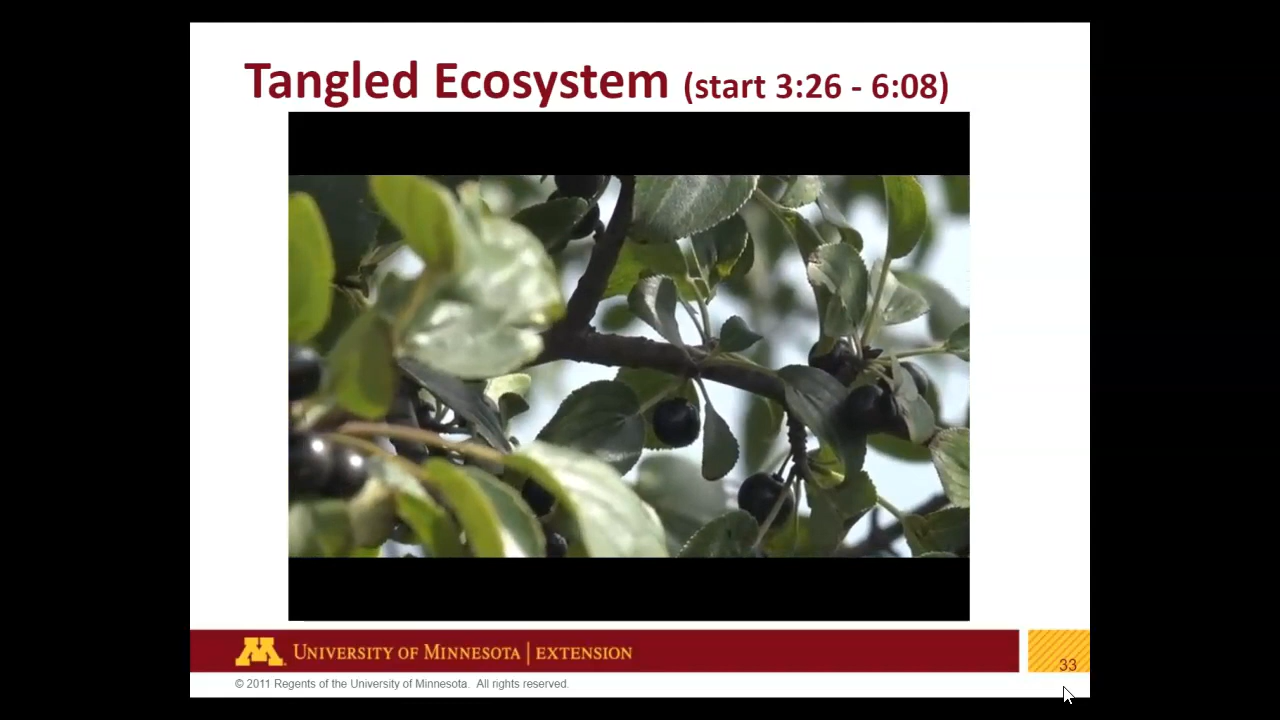 Tangled Ecosystem (start 3:26 - 6:08)
M UNIVERSITY OF MINNESOTA | EXTENSION
33
© 2011 Regents of the University of Minnesota. All rights reserved.